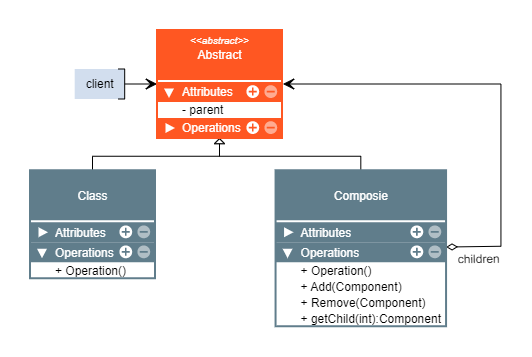 <<abstract>>
Abstract
client
Attributes
- parent
Operations
Class
Attributes
Operations
+ Operation()
Composie
Attributes
Operations
+ Operation()
+ Add(Component)
+ Remove(Component)
+ getChild(int):Component
children